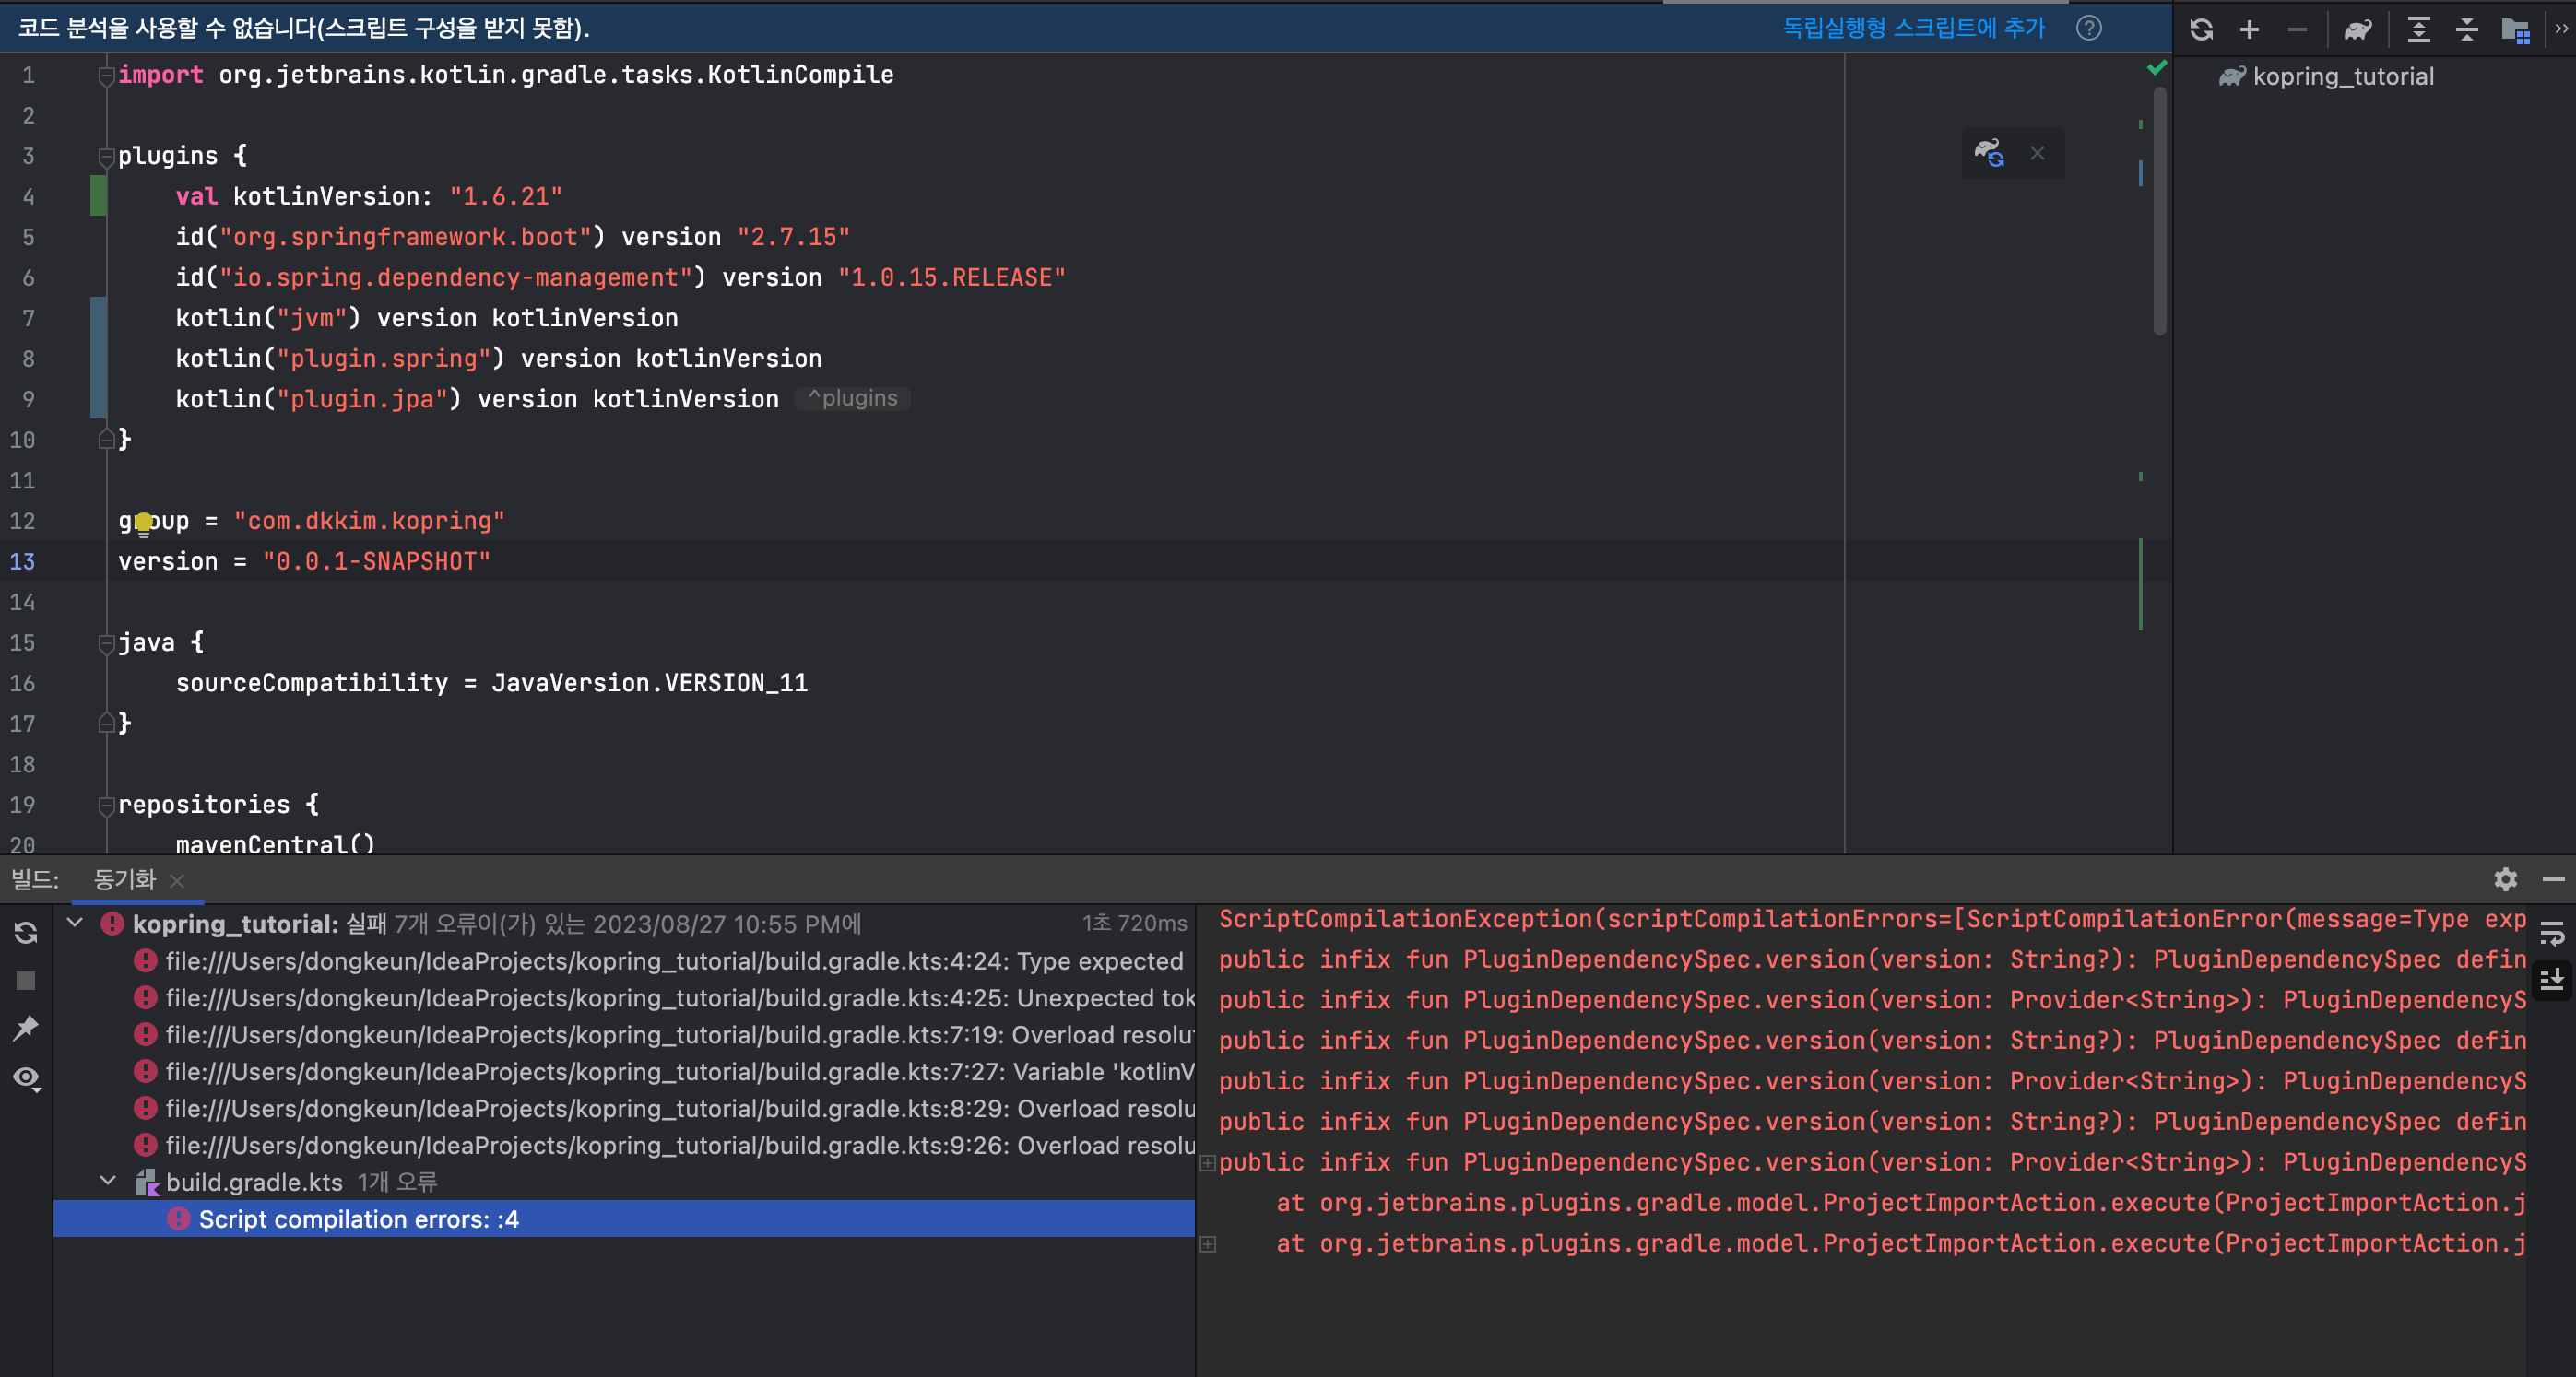 코드 분석을 사용할 수 없습니다(스크립트 구성을 받지 못함).
독립실행형 스크립트에 추가
kopring_tutorial
1 import org.jetbrains.kotlin.gradle.tasks.KotlinCompile
2
3 plugins {
4 val kotlinVersion: "1.6.21"
5 id("org.springframework.boot") version "2.7.15"
6 id("io.spring.dependency-management") version "1.0.15.RELEASE"
7 kotlin("jvm") version kotlinVersion
8 kotlin("plugin.spring") version kotlinVersion
9 kotlin("plugin.jpa") version kotlinVersion ^plugins
10 }
11
12 group = "com.dkkim.kopring"
13 version = "0.0.1-SNAPSHOT"
14
15 java {
16 sourceCompatibility = JavaVersion.VERSION_11
17 }
18
19 repositories {
20 mavenCentral()
빌드: 동기화
kopring_tutorial: 실패 7개 오류이(가) 있는 2023/08/27 10:55 PM에 1초 720ms
file:///Users/dongkeun/IdeaProjects/kopring_tutorial/build.gradle.kts:4:24: Type expected
file:///Users/dongkeun/IdeaProjects/kopring_tutorial/build.gradle.kts:4:25: Unexpected tok
file:///Users/dongkeun/IdeaProjects/kopring_tutorial/build.gradle.kts:7:19: Overload resolut
file:///Users/dongkeun/IdeaProjects/kopring_tutorial/build.gradle.kts:7:27: Variable 'kotlinV
file:///Users/dongkeun/IdeaProjects/kopring_tutorial/build.gradle.kts:8:29: Overload resolu
file:///Users/dongkeun/IdeaProjects/kopring_tutorial/build.gradle.kts:9:26: Overload resolu
build.gradle.kts 1개 오류
Script compilation errors: :4
ScriptCompilationException(scriptCompilationErrors=[ScriptCompilationError(message=Type exp
public infix fun PluginDependencySpec.version(version: String?): PluginDependencySpec defin
public infix fun PluginDependencySpec.version(version: Provider<String>): PluginDependencyS
public infix fun PluginDependencySpec.version(version: String?): PluginDependencySpec defin
public infix fun PluginDependencySpec.version(version: Provider<String>): PluginDependencyS
public infix fun PluginDependencySpec.version(version: String?): PluginDependencySpec defin
public infix fun PluginDependencySpec.version(version: Provider<String>): PluginDependencyS
at org.jetbrains.plugins.gradle.model.ProjectImportAction.execute(ProjectImportAction.j
at org.jetbrains.plugins.gradle.model.ProjectImportAction.execute(ProjectImportAction.j